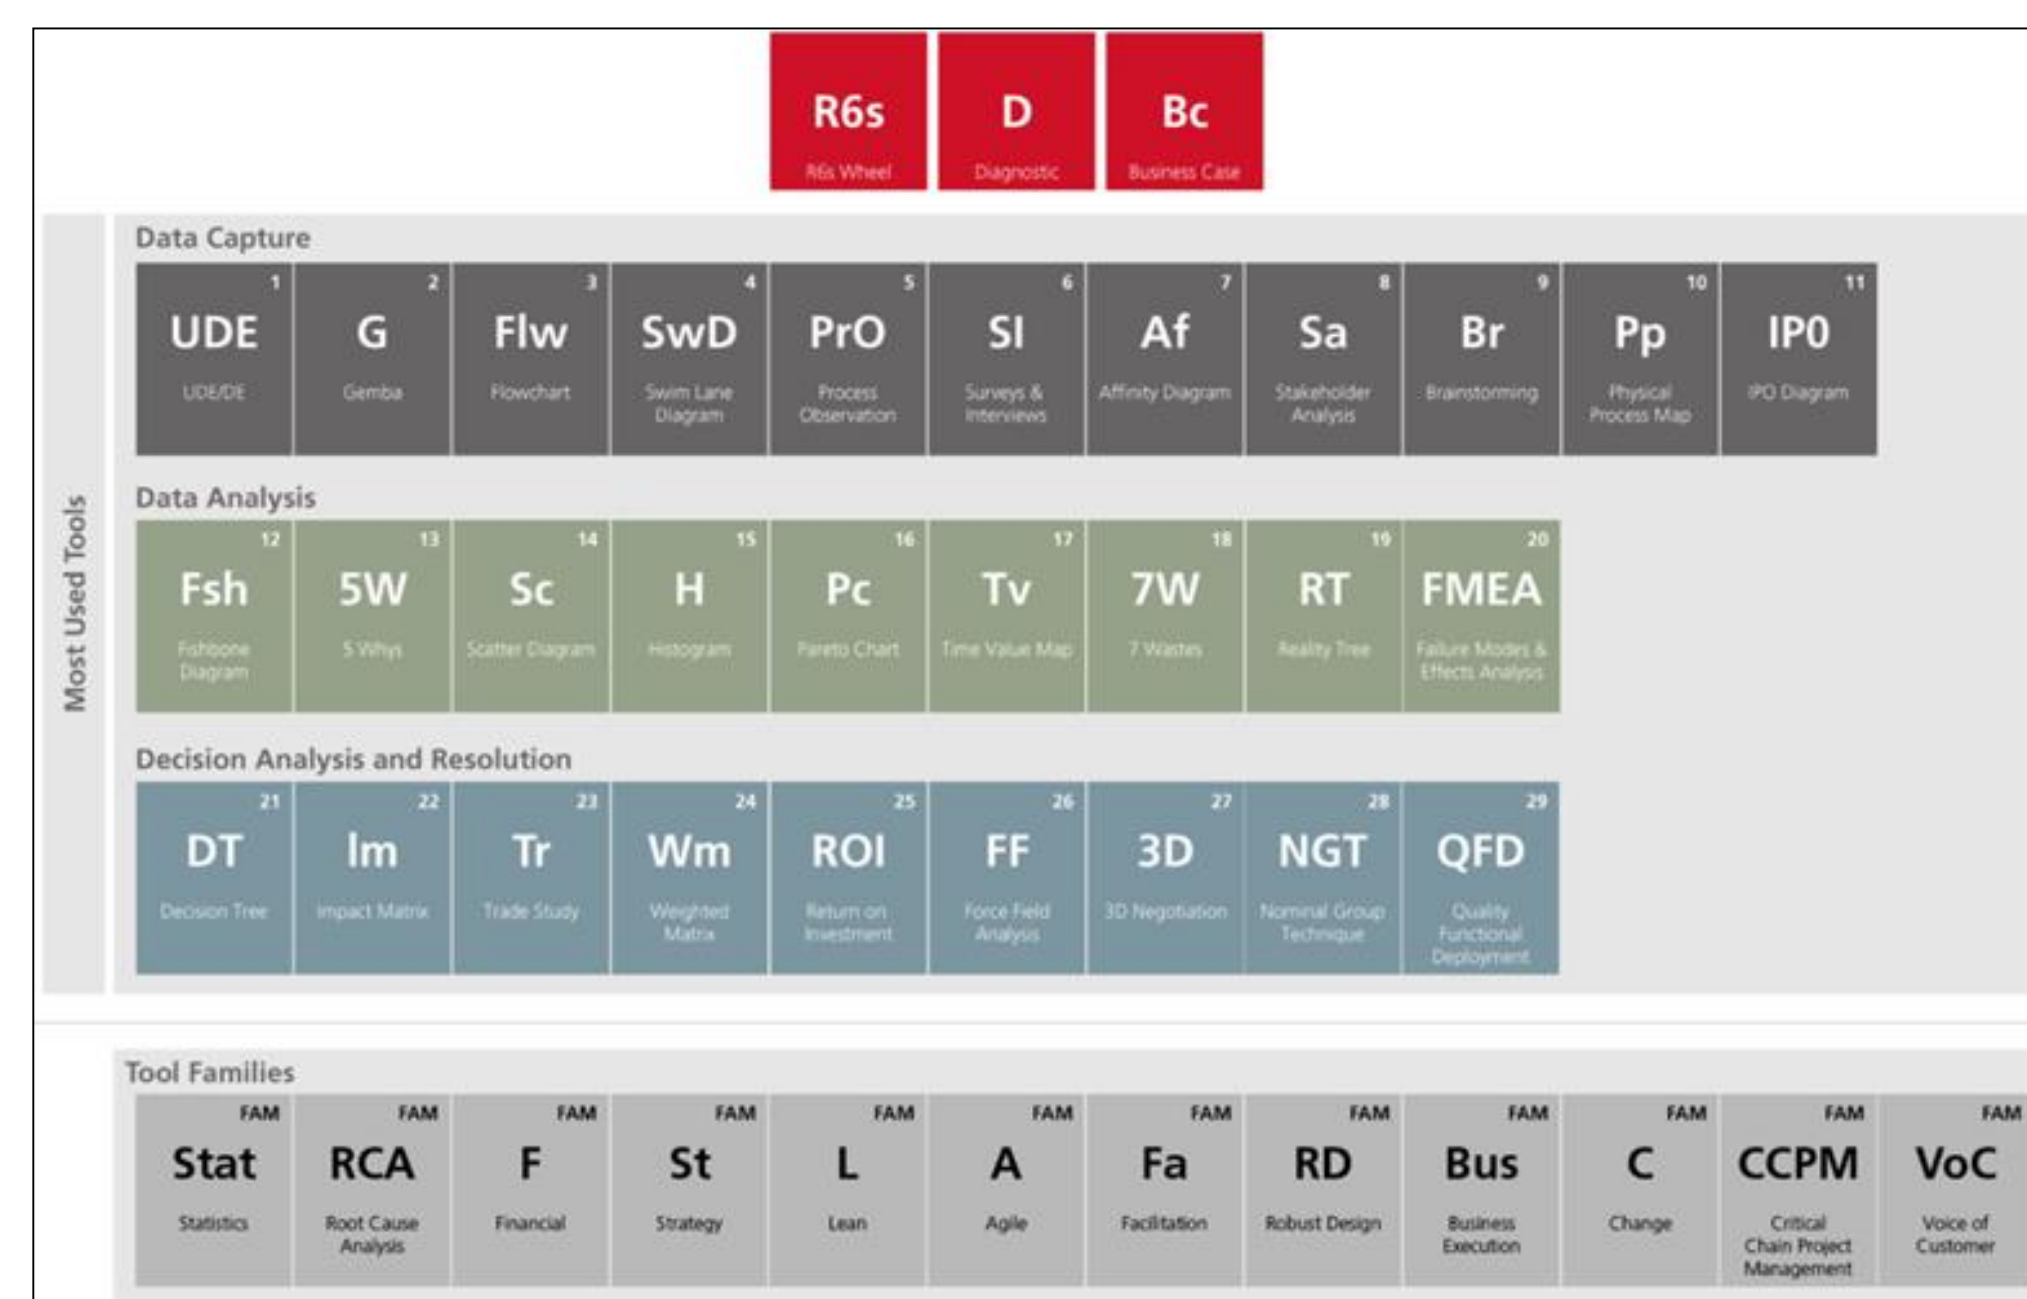 R6s
R6s Wheel
D
Diagnostic
Bc
Business Case
Most Used Tools
Data Capture
1
UDE
UDE/DE
2
G
Gemba
3
Flw
Flowchart
4
SwD
Swim Lane
Diagram
5
PrO
Process
Observation
6
SI
Surveys &
Interviews
7
Af
Affinity Diagram
8
Sa
Stakeholder
Analysis
9
Br
Brainstorming
10
Pp
Physical
Process Map
11
IP0
IPO Diagram
Data Analysis
12
Fsh
Fishbone
Diagram
13
5W
5 Whys
14
Sc
Scatter Diagram
15
H
Histogram
16
Pc
Pareto Chart
17
Tv
Time Value Map
18
7W
7 Wastes
19
RT
Reality Tree
20
FMEA
Failure Modes &
Effects Analysis
Decision Analysis and Resolution
21
DT
Decision Tree
22
Im
Impact Matrix
23
Tr
Trade Study
24
Wm
Weighted
Matrix
25
ROI
Return on
Investment
26
FF
Force Field
Analysis
27
3D
3D Negotiation
28
NGT
Nominal Group
Technique
29
QFD
Quality
Functional
Deployment
Tool Families
FAM
Stat
Statistics
FAM
RCA
Root Cause
Analysis
FAM
F
Financial
FAM
St
Strategy
FAM
L
Lean
FAM
A
Agile
FAM
Fa
Facilitation
FAM
RD
Robust Design
FAM
Bus
Business
Execution
FAM
C
Change
FAM
CCPM
Critical
Chain Project
Management
FAM
VoC
Voice of
Customer